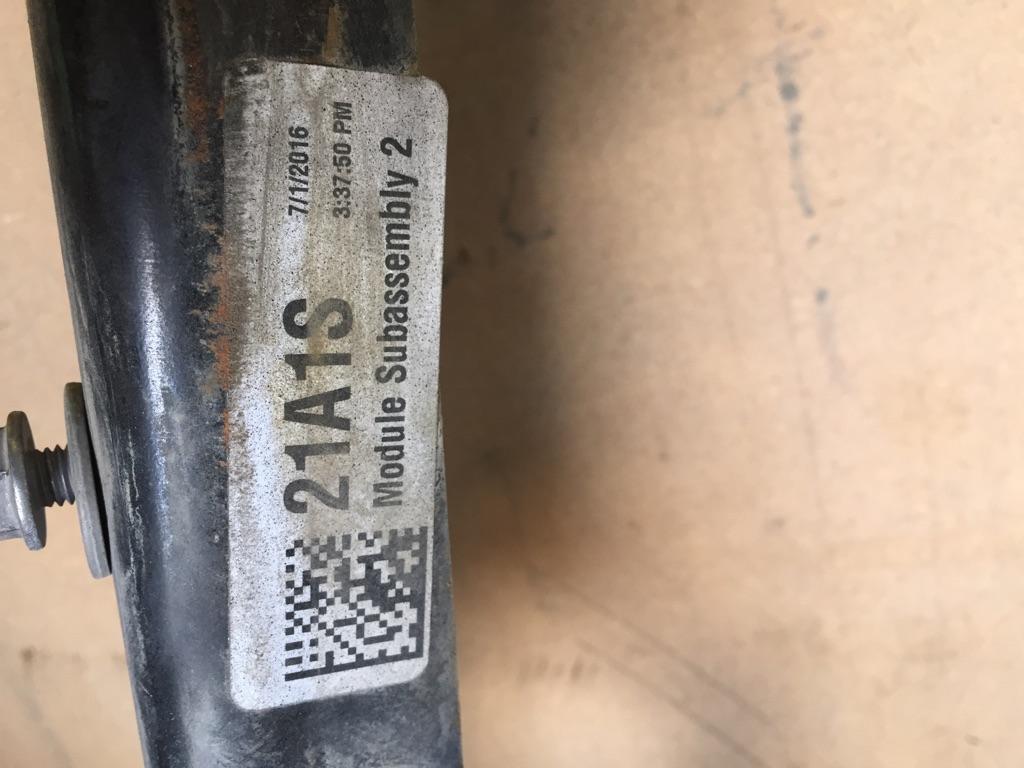 7/1/2016
21A1S 3:37:50 PM
Module Subassembly 2